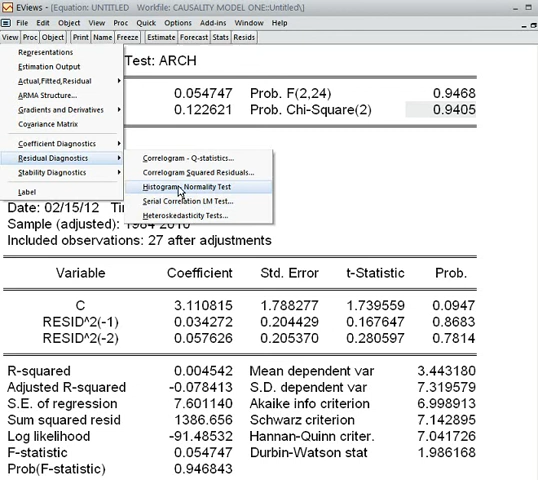 EViews - [Equation: UNTITLED Workfile: CAUSALITY MODEL ONE::Untitled\]
File Edit Object View Proc Quick Options Add-ins Window Help
View Proc Object Print Name Freeze Estimate Forecast Stats Resids
Representations
Estimation Output
Actual,Fitted,Residual
ARMA Structure...
Gradients and Derivatives
Covariance Matrix
Coefficient Diagnostics
Residual Diagnostics
Stability Diagnostics
Label
Correlogram - Q-statistics...
Correlogram Squared Residuals...
Histogram - Normality Test
Serial Correlation LM Test...
Heteroskedasticity Tests...
Test: ARCH
0.054747 Prob. F(2,24) 0.9468
0.122621 Prob. Chi-Square(2) 0.9405
Date: 02/15/12
Sample (adjusted): 1984 2010
Included observations: 27 after adjustments
Variable Coefficient Std. Error t-Statistic Prob.
C 3.110815 1.788277 1.739559 0.0947
RESID^2(-1) 0.034272 0.204429 0.167647 0.8683
RESID^2(-2) 0.057626 0.205370 0.280597 0.7814
R-squared 0.004542 Mean dependent var 3.443180
Adjusted R-squared -0.078413 S.D. dependent var 7.319579
S.E. of regression 7.601140 Akaike info criterion 6.998913
Sum squared resid 1386.656 Schwarz criterion 7.142895
Log likelihood -91.48532 Hannan-Quinn criter. 7.041726
F-statistic 0.054747 Durbin-Watson stat 1.986168
Prob(F-statistic) 0.946843